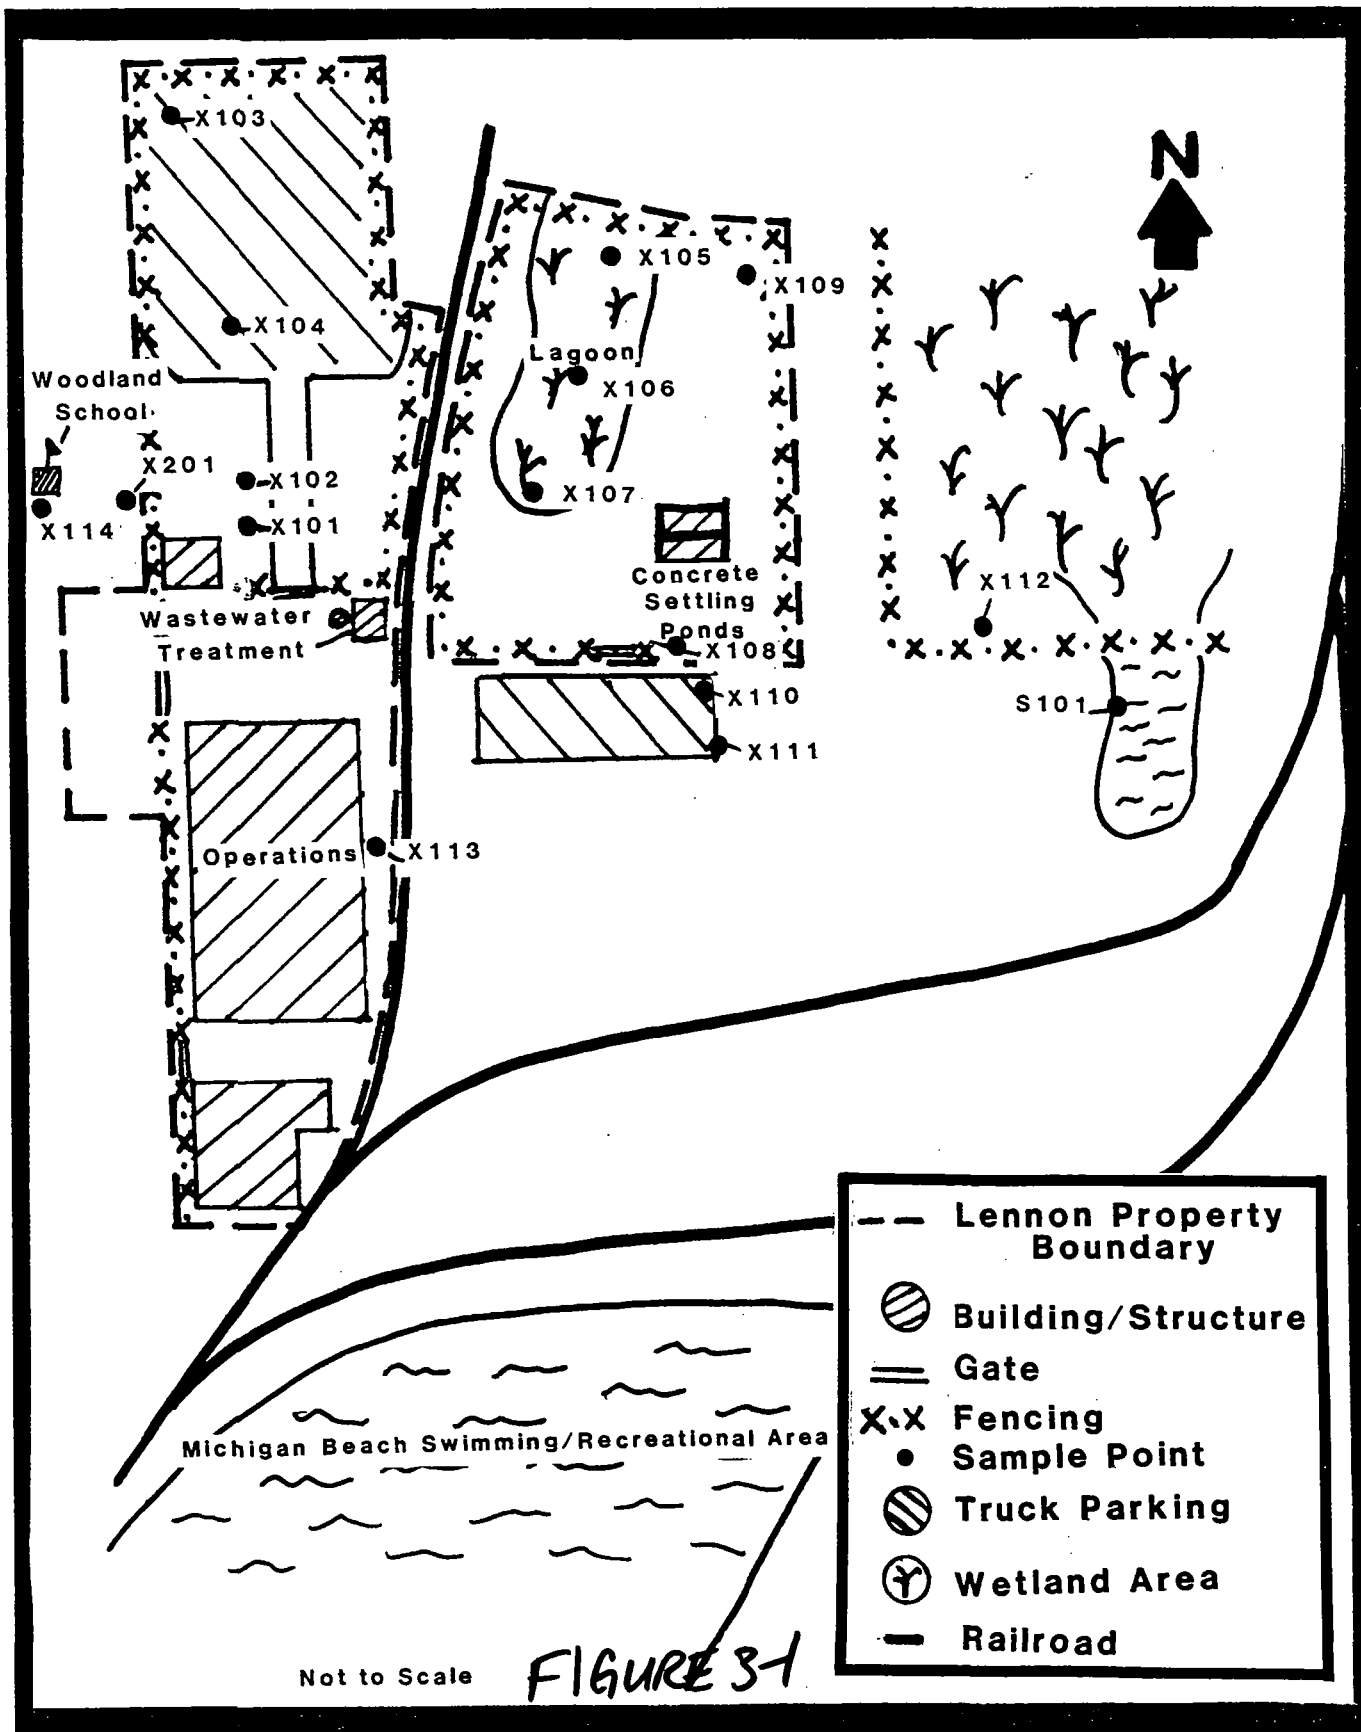 X103
N
X105
X109
X104
Lagoon
Woodland
School
X106
X201
X102
X107
X114
X101
Concrete
Settling
Ponds
X112
Wastewater
Treatment
X108
X110
S101
X111
Operations
X113
Lennon Property
Boundary
Building/Structure
Gate
X·X Fencing
Sample Point
Truck Parking
Wetland Area
Railroad
Michigan Beach Swimming/Recreational Area
Not to Scale
FIGURE 3-1